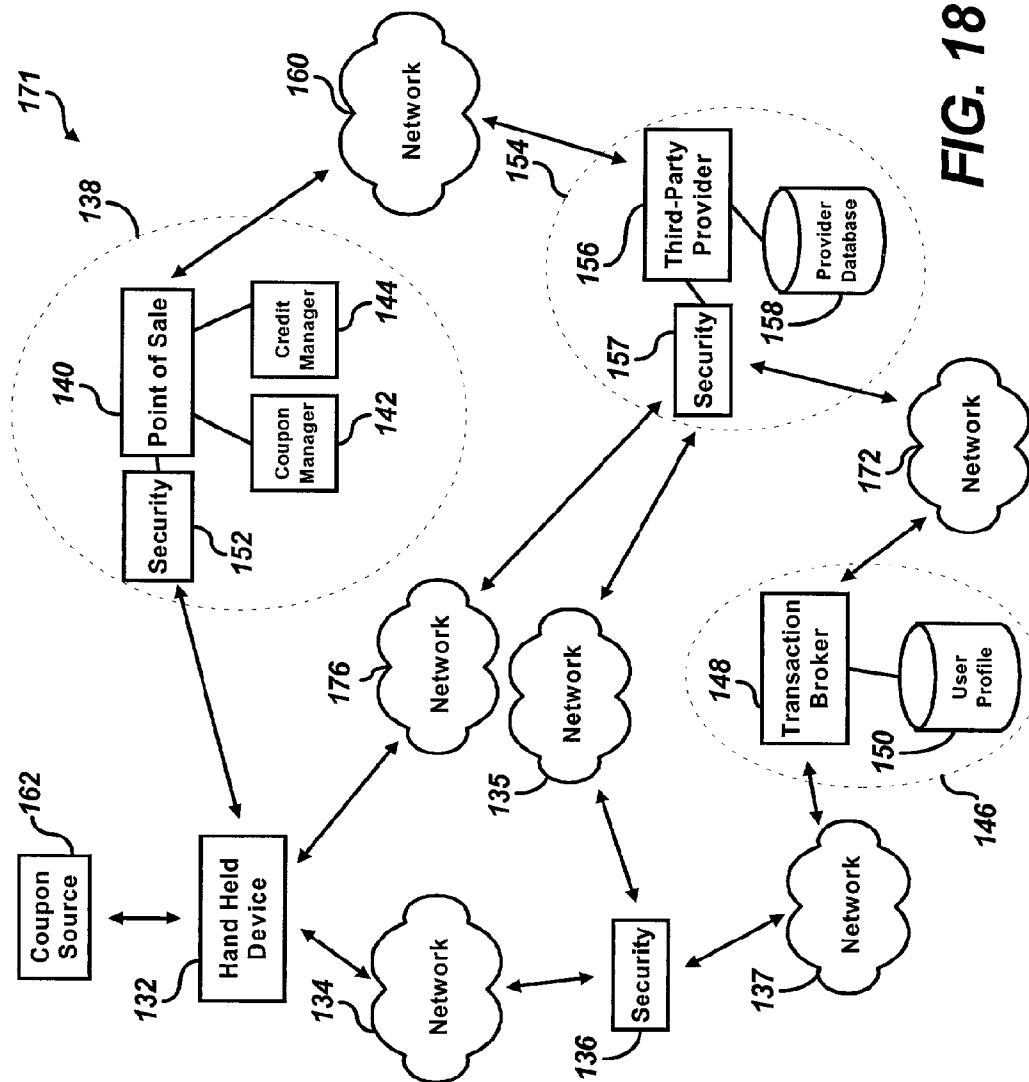 171
162
Coupon
Source
138
140
Point of Sale
Security
152
Coupon
Manager
142
Credit
Manager
144
160
Network
Hand Held
Device
132
176
Network
154
156
Third-Party
Provider
157
Security
Provider
Database
158
134
Network
135
Network
136
Security
172
Network
137
Network
148
Transaction
Broker
150
User
Profile
146
FIG. 18